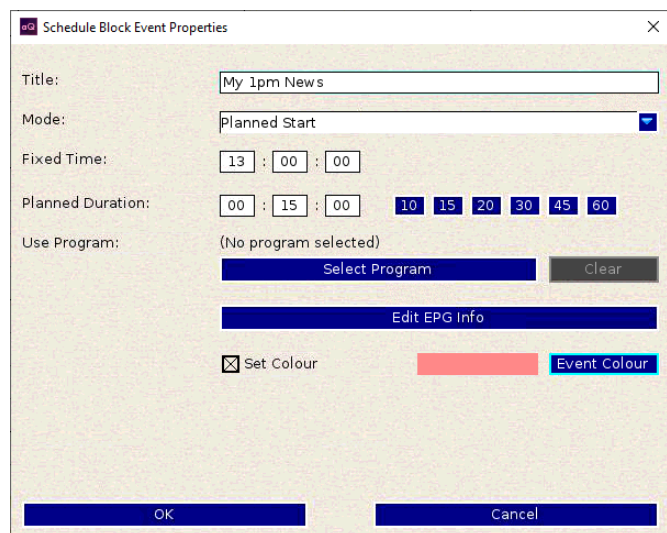 aQ Schedule Block Event Properties
Title: My 1pm News
Mode: Planned Start
Fixed Time: 13 : 00 : 00
Planned Duration: 00 : 15 : 00 10 15 20 30 45 60
Use Program: (No program selected)
Select Program Clear
Edit EPG Info
Set Colour Event Colour
OK Cancel